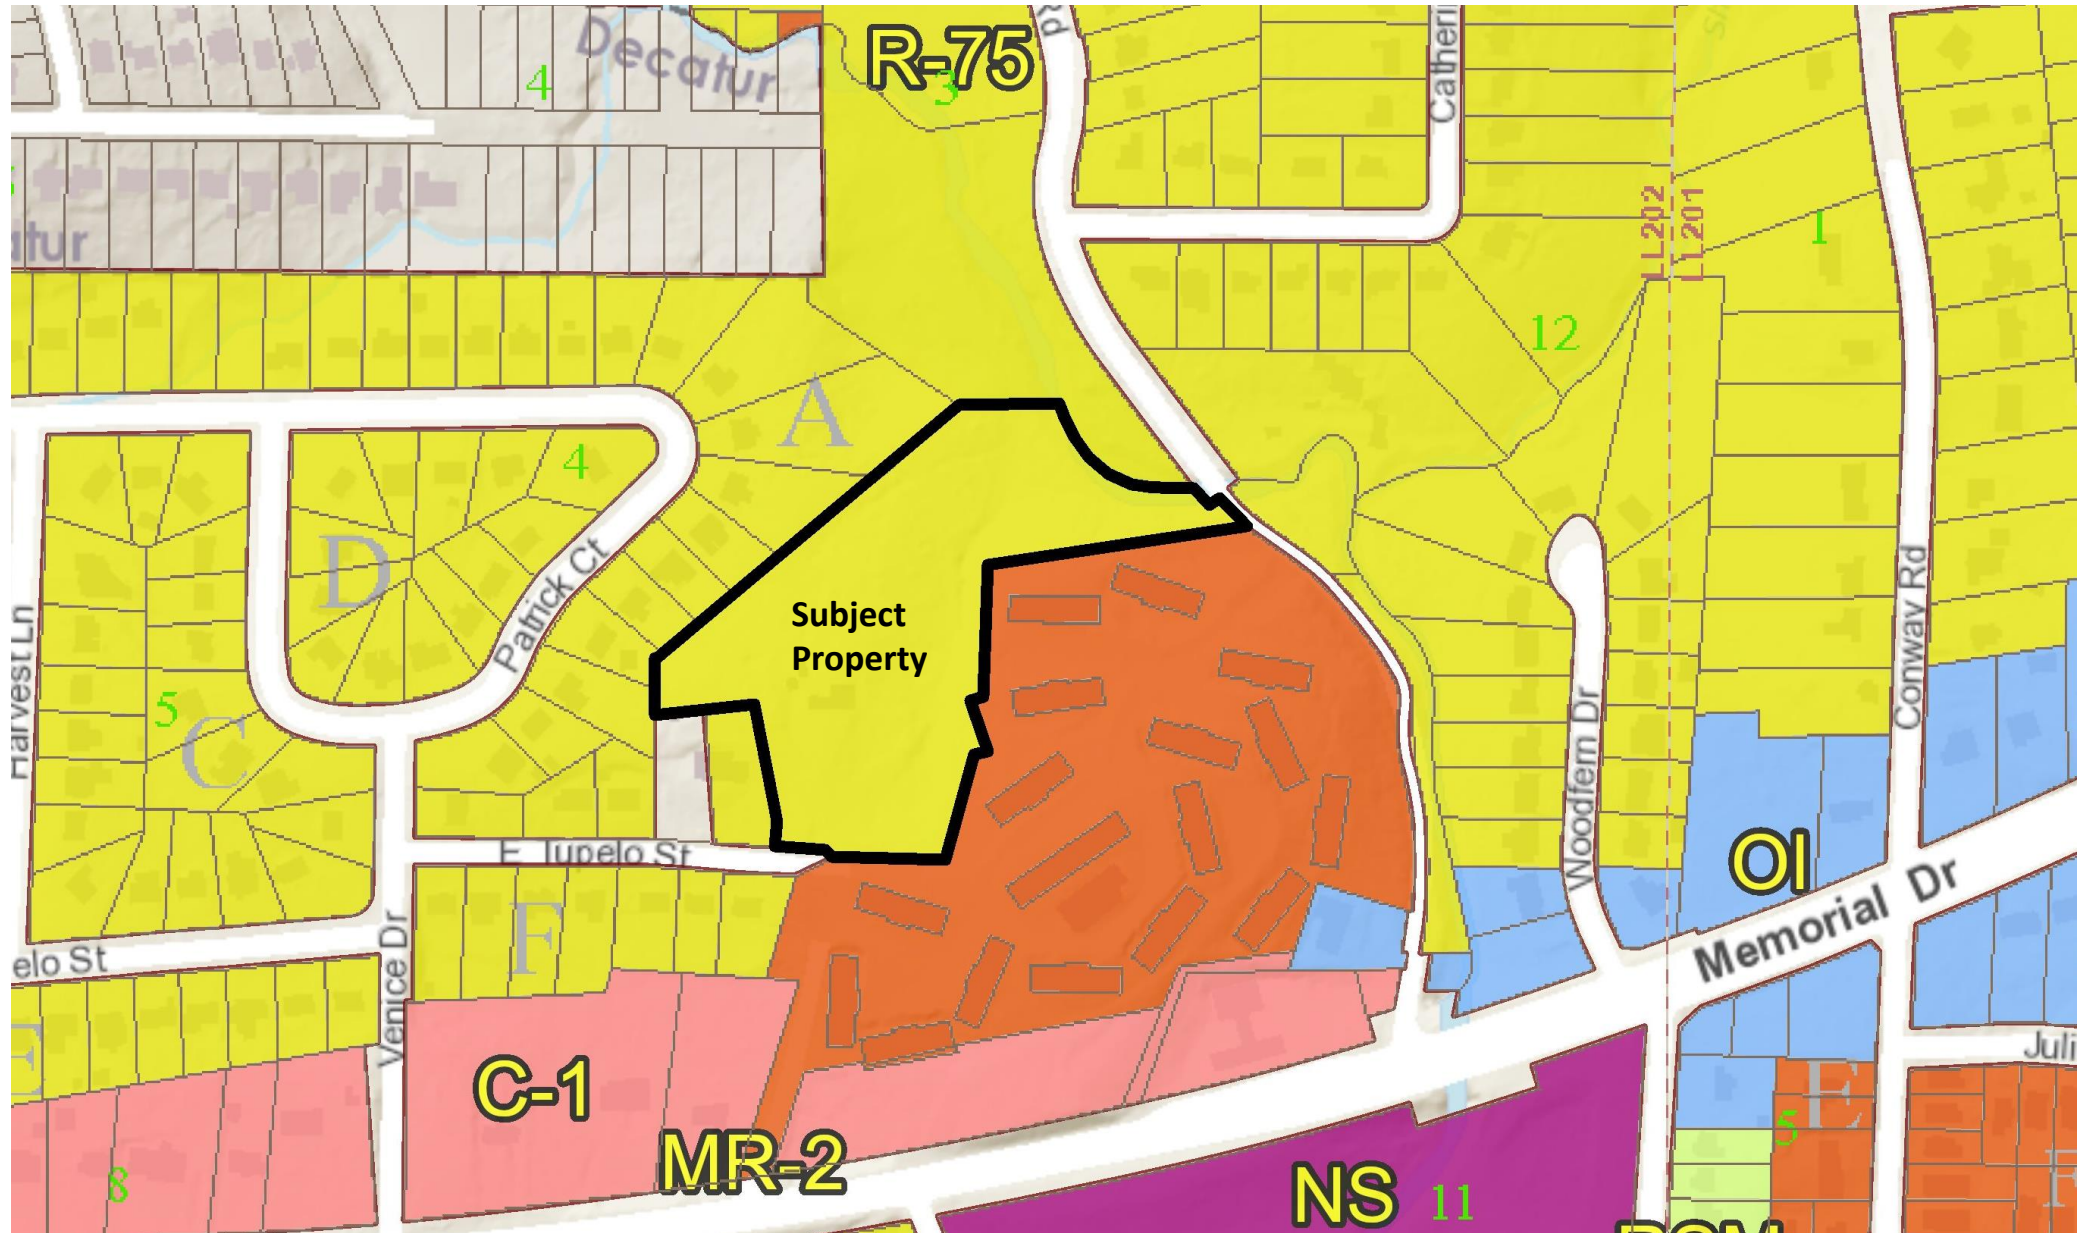 Decatur
R-75
Rd
4
3
Catheri
atur
LL202
LL201
1
12
A
4
D
Patrick Ct
Subject
Property
Harvest Ln
5
C
Conway Rd
Woodfern Dr
E Tupelo St
OI
Memorial Dr
F
elo St
Venice Dr
E
H
Juli
C-1
E
5
MR-2
8
NS
11
F